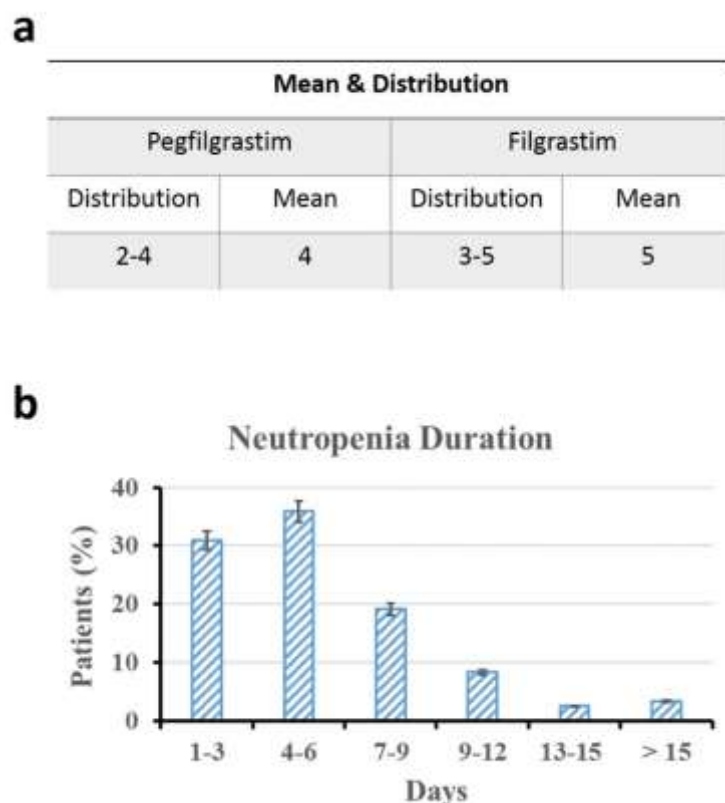 a
Mean & Distribution
Pegfilgrastim Filgrastim
Distribution Mean Distribution Mean
2-4 4 3-5 5
b
Neutropenia Duration
40
30
20
10
0
Patients (%)
1-3 4-6 7-9 9-12 13-15 > 15
Days